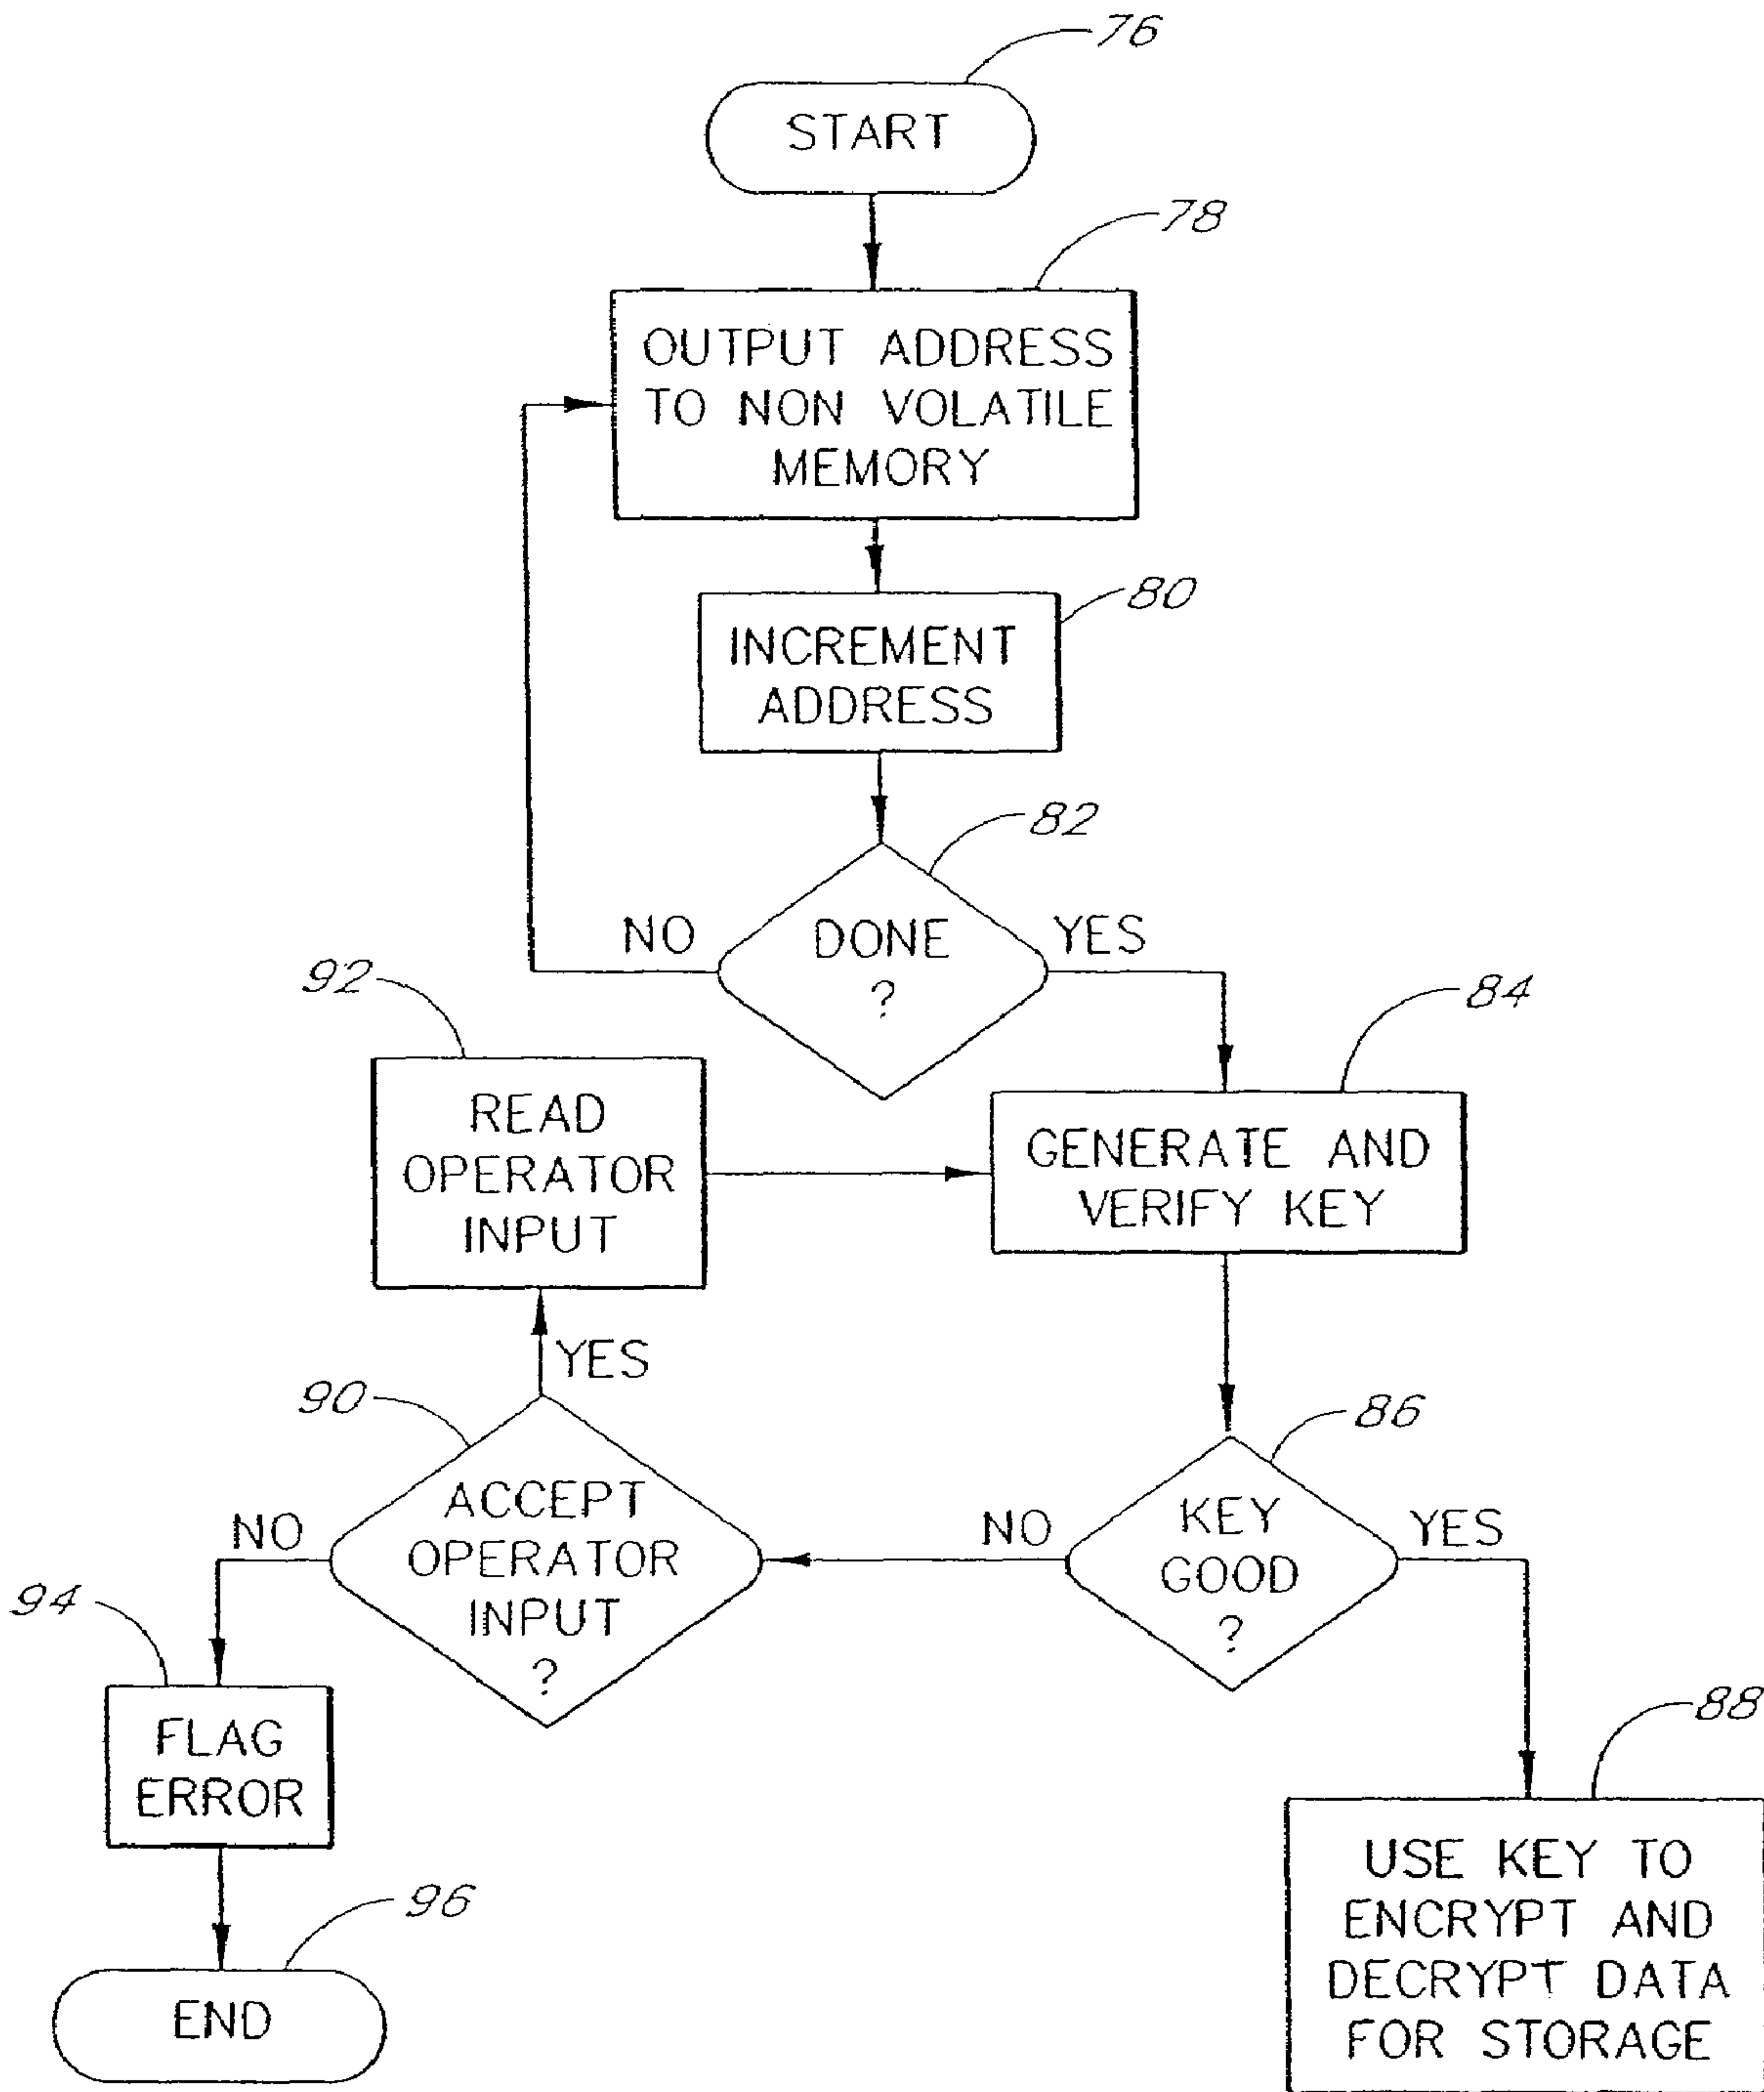 76
START
78
OUTPUT ADDRESS
TO NON VOLATILE
MEMORY
80
INCREMENT
ADDRESS
82
DONE
?
NO
YES
92
84
READ
OPERATOR
INPUT
GENERATE AND
VERIFY KEY
YES
90
86
ACCEPT
OPERATOR
INPUT
?
NO
NO
KEY
GOOD
?
YES
94
FLAG
ERROR
88
USE KEY TO
ENCRYPT AND
DECRYPT DATA
FOR STORAGE
96
END